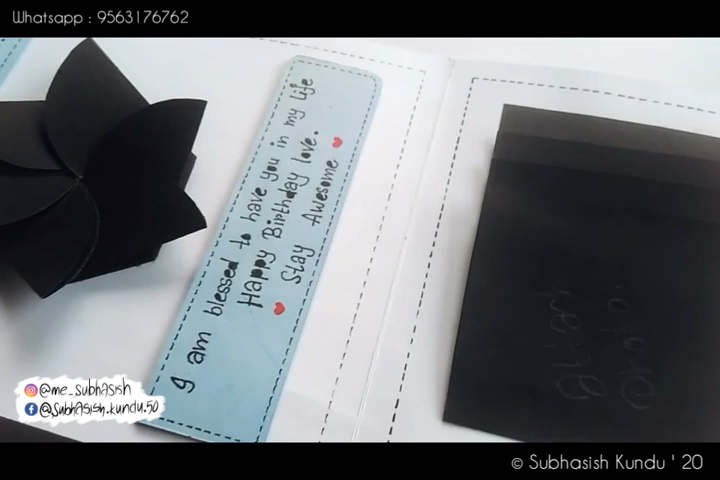 Whatsapp : 9563176762
I am blessed to have you in my life
Happy Birthday love.
Stay Awesome
@me_subhasish
@subhasish.kundu.50
© Subhasish Kundu ' 20